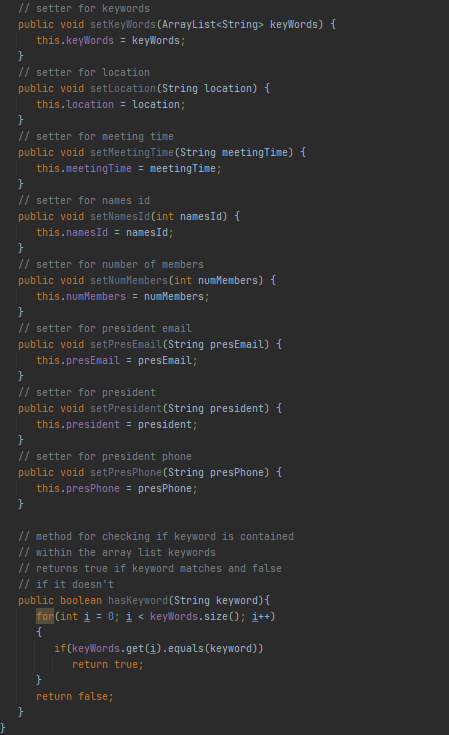 // setter for keywords
public void setKeyWords(ArrayList<String> keyWords) {
this.keyWords = keyWords;
}
// setter for location
public void setLocation(String location) {
this.location = location;
}
// setter for meeting time
public void setMeetingTime(String meetingTime) {
this.meetingTime = meetingTime;
}
// setter for names id
public void setNamesId(int namesId) {
this.namesId = namesId;
}
// setter for number of members
public void setNumMembers(int numMembers) {
this.numMembers = numMembers;
}
// setter for president email
public void setPresEmail(String presEmail) {
this.presEmail = presEmail;
}
// setter for president
public void setPresident(String president) {
this.president = president;
}
// setter for president phone
public void setPresPhone(String presPhone) {
this.presPhone = presPhone;
}
// method for checking if keyword is contained
// within the array list keywords
// returns true if keyword matches and false
// if it doesn't
public boolean hasKeyword(String keyword){
for(int i = 0; i < keyWords.size(); i++)
{
if(keyWords.get(i).equals(keyword))
return true;
}
return false;
}
}